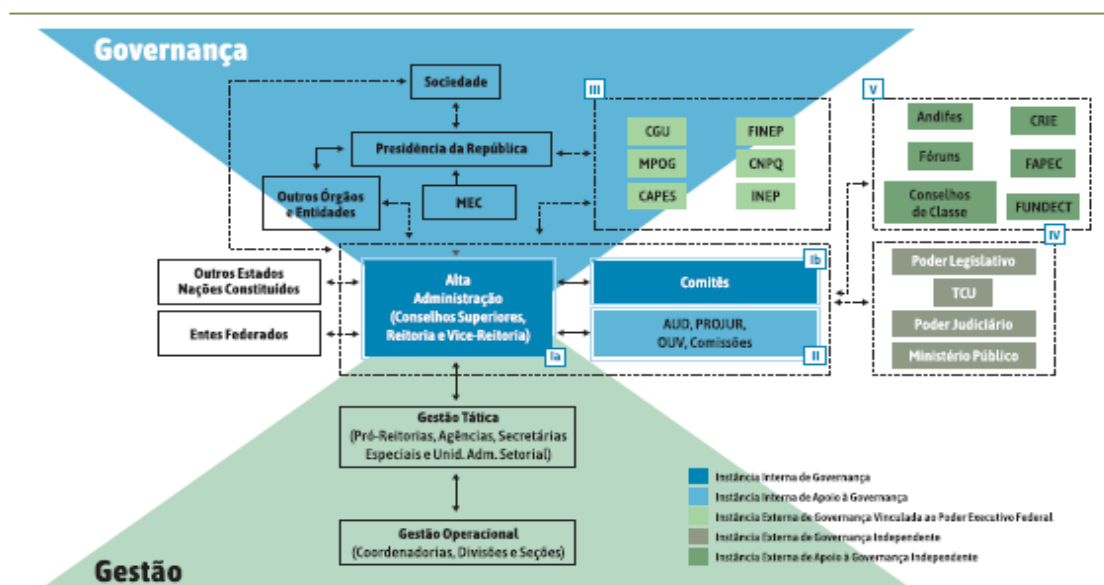 Governança
Sociedade
Presidência da República
Outros Órgãos
e Entidades
MEC
III
CGU
FINEP
MPOG
CNPQ
CAPES
INEP
V
Andifes
CRIE
Fóruns
FAPEC
Conselhos
de Classe
FUNDECT
Outros Estados
Nações Constituídos
Entes Federados
Alta
Administração
(Conselhos Superiores,
Reitoria e Vice-Reitoria)
Ia
Ib
Comitês
AUD, PROJUR,
OUV, Comissões
II
IV
Poder Legislativo
TCU
Poder Judiciário
Ministério Público
Gestão Tática
(Pró-Reitorias, Agências, Secretárias
Especiais e Unid. Adm. Setorial)
Gestão Operacional
(Coordenadorias, Divisões e Seções)
Gestão
Instância Interna de Governança
Instância Interna de Apoio à Governança
Instância Externa de Governança Vinculada ao Poder Executivo Federal
Instância Externa de Governança Independente
Instância Externa de Apoio à Governança Independente